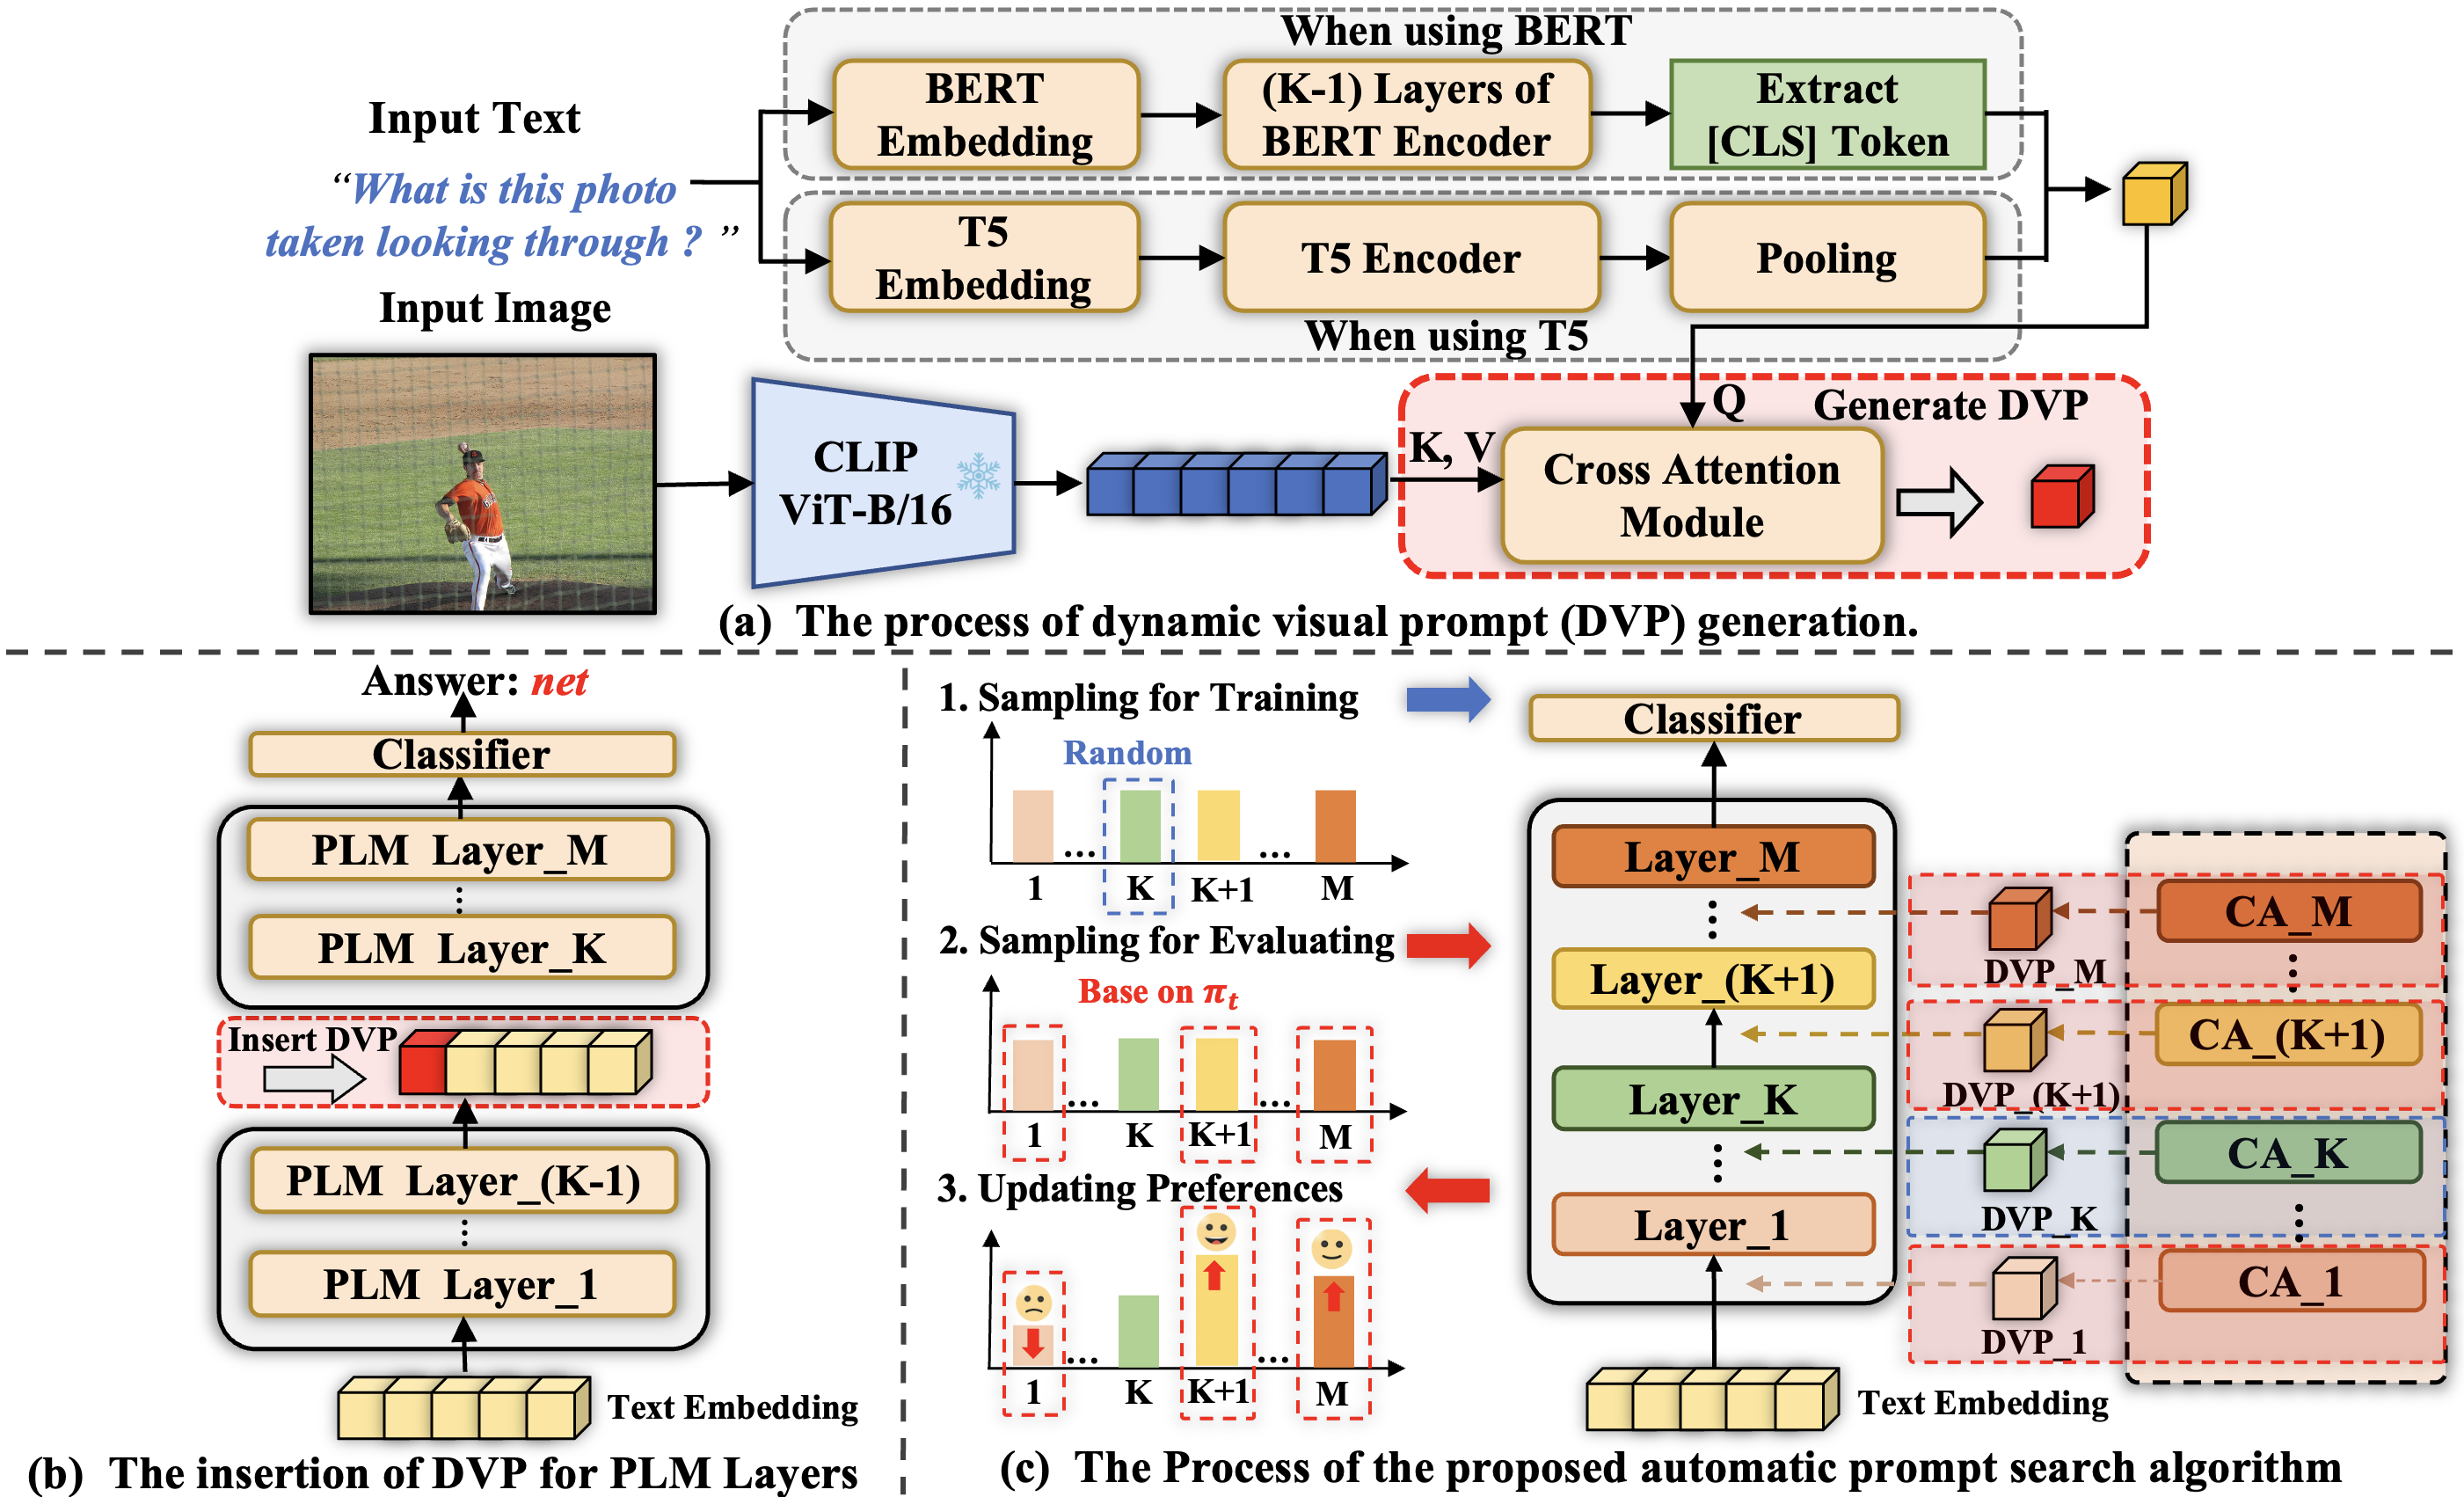 When using BERT
Input Text
“What is this photo
taken looking through ? ”
BERT
Embedding
(K-1) Layers of
BERT Encoder
Extract
[CLS] Token
T5
Embedding
T5 Encoder
Pooling
When using T5
Input Image
CLIP
ViT-B/16
K, V
Q
Generate DVP
Cross Attention
Module
(a) The process of dynamic visual prompt (DVP) generation.
Answer: net
Classifier
PLM Layer_M
PLM Layer_K
Insert DVP
PLM Layer_(K-1)
PLM Layer_1
Text Embedding
(b) The insertion of DVP for PLM Layers
1. Sampling for Training
Random
1 ... K K+1 ... M
2. Sampling for Evaluating
Base on πt
1 ... K K+1 ... M
3. Updating Preferences
1 ... K K+1 ... M
Classifier
Layer_M
Layer_(K+1)
Layer_K
Layer_1
Text Embedding
CA_M
DVP_M
CA_(K+1)
DVP_(K+1)
CA_K
DVP_K
CA_1
DVP_1
(c) The Process of the proposed automatic prompt search algorithm